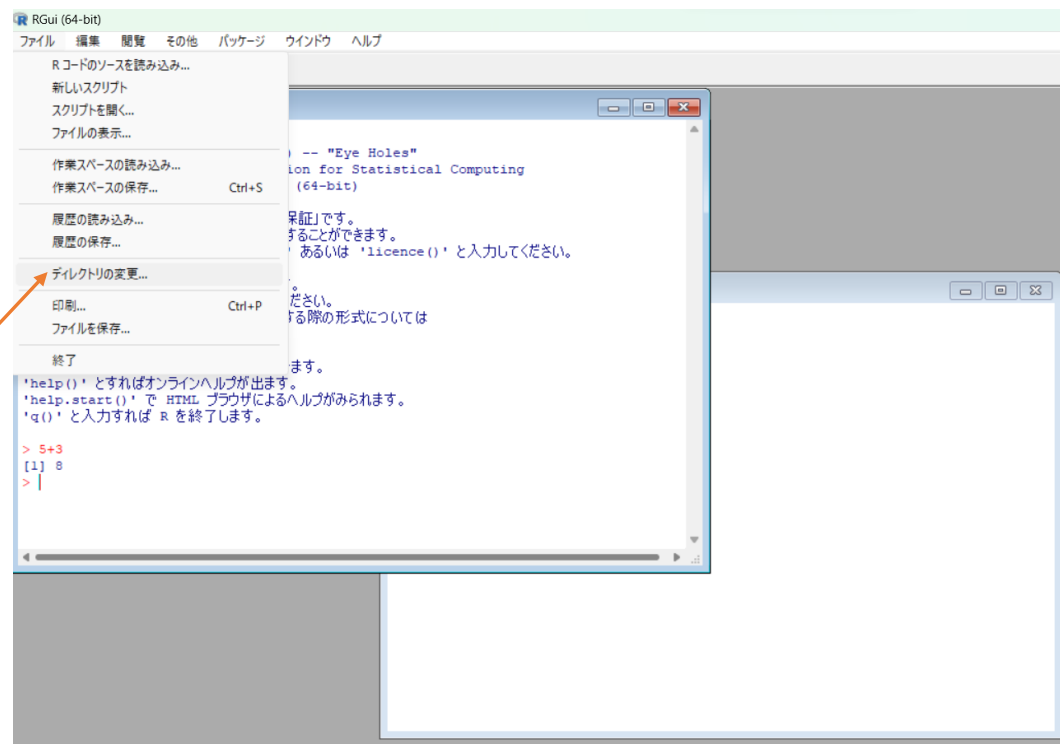 RGui (64-bit)
ファイル 編集 閲覧 その他 パッケージ ウインドウ ヘルプ
R コードのソースを読み込み...
新しいスクリプト
スクリプトを開く...
ファイルの表示...
作業スペースの読み込み...
作業スペースの保存... Ctrl+S
履歴の読み込み...
履歴の保存...
ディレクトリの変更...
印刷... Ctrl+P
ファイルを保存...
終了
) -- "Eye Holes"
ion for Statistical Computing
(64-bit)
保証」です。
することができます。
' あるいは 'licence()' と入力してください。
。
ださい。
する際の形式については
ます。
'help()' とすればオンラインヘルプが出ます。
'help.start()' で HTML ブラウザによるヘルプがみられます。
'q()' と入力すれば R を終了します。
> 5+3
[1] 8
>